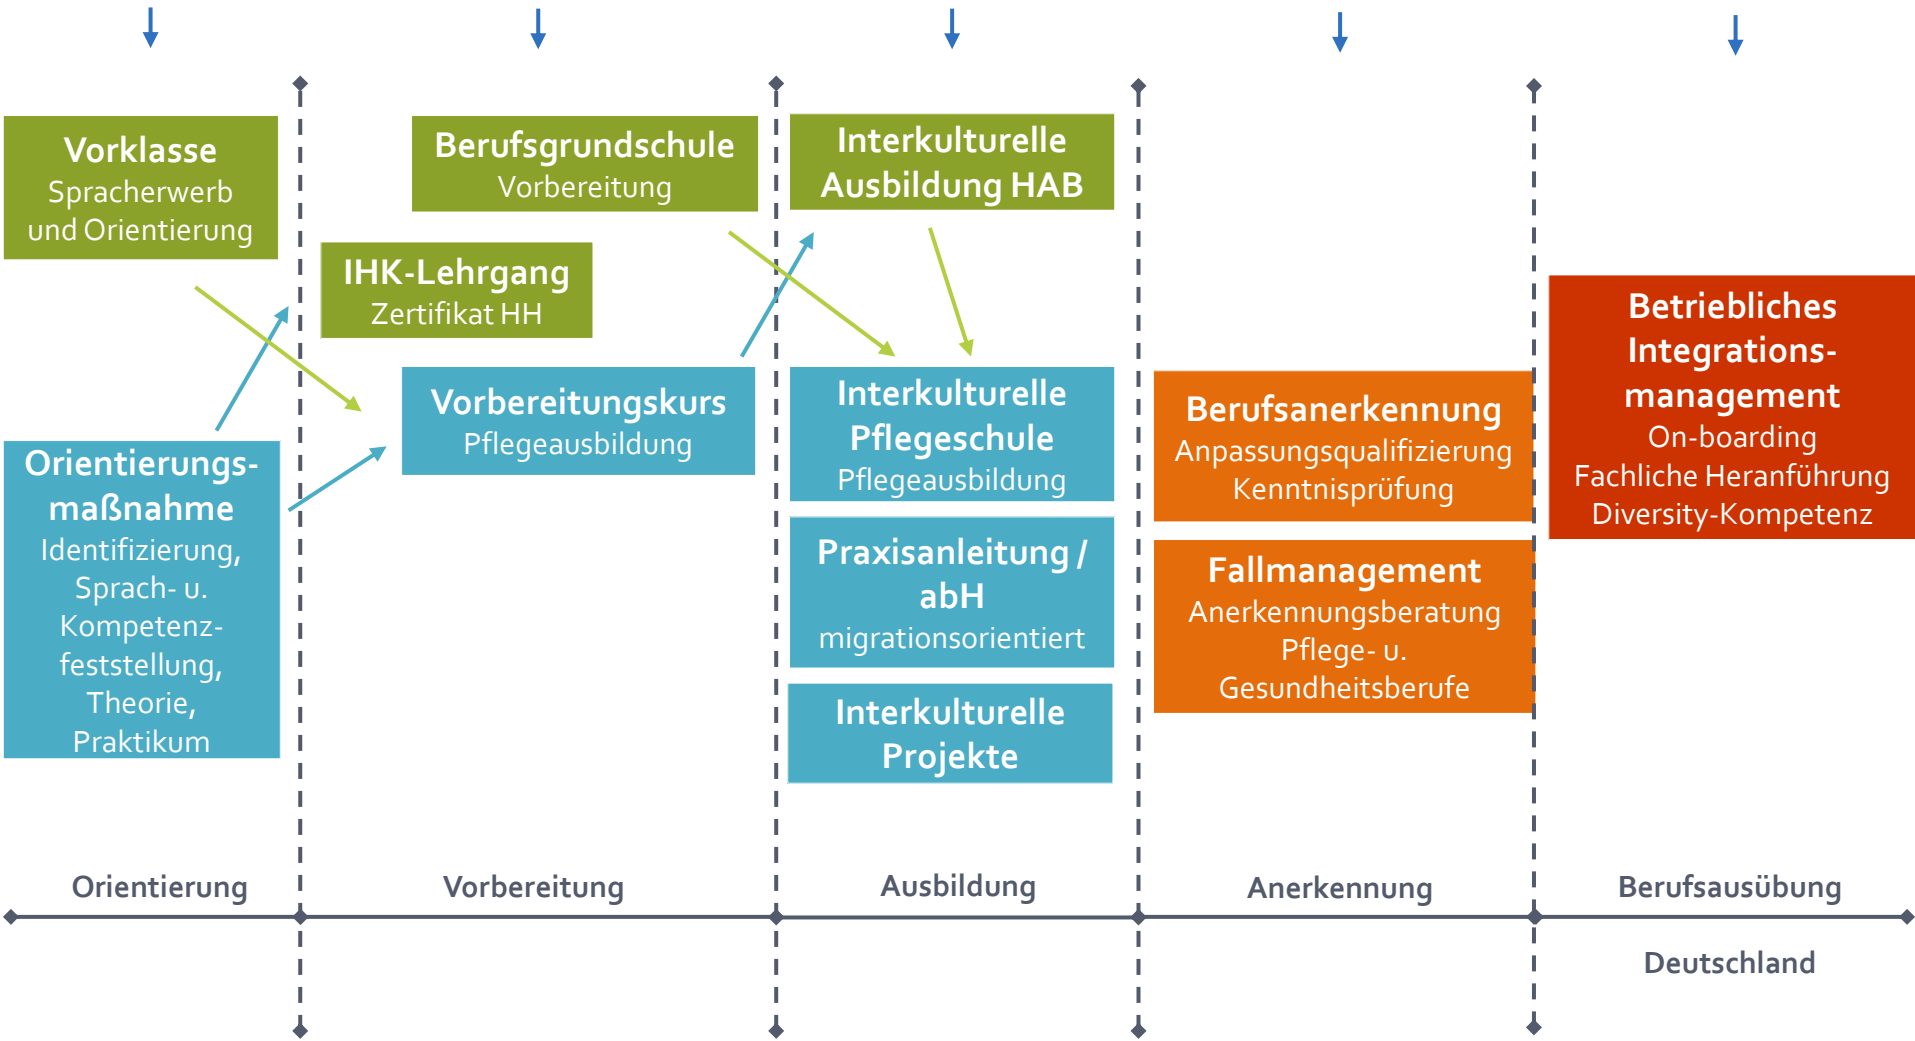 Vorklasse
Spracherwerb
und Orientierung
Orientierungs-
maßnahme
Identifizierung,
Sprach- u.
Kompetenz-
feststellung,
Theorie,
Praktikum
Berufsgrundschule
Vorbereitung
IHK-Lehrgang
Zertifikat HH
Vorbereitungskurs
Pflegeausbildung
Interkulturelle
Ausbildung HAB
Interkulturelle
Pflegeschule
Pflegeausbildung
Praxisanleitung /
abH
migrationsorientiert
Interkulturelle
Projekte
Berufsanerkennung
Anpassungsqualifizierung
Kenntnisprüfung
Fallmanagement
Anerkennungsberatung
Pflege- u.
Gesundheitsberufe
Betriebliches
Integrations-
management
On-boarding
Fachliche Heranführung
Diversity-Kompetenz
Orientierung
Vorbereitung
Ausbildung
Anerkennung
Berufsausübung
Deutschland